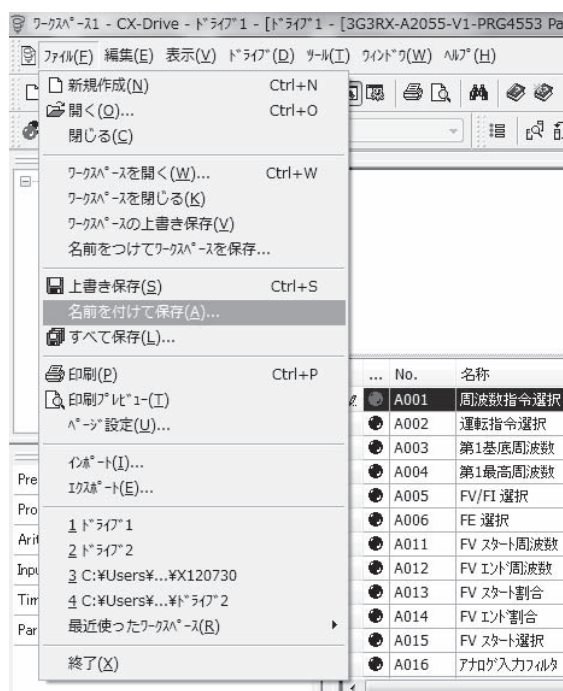 ﾜｰｸｽﾍﾟｰｽ1 - CX-Drive - ﾄﾞﾗｲﾌﾞ1 - [ﾄﾞﾗｲﾌﾞ1 - [3G3RX-A2055-V1-PRG4553 Pa
ﾌｧｲﾙ(F) 編集(E) 表示(V) ﾄﾞﾗｲﾌﾞ(D) ﾂｰﾙ(T) ｳｨﾝﾄﾞｳ(W) ﾍﾙﾌﾟ(H)
新規作成(N) Ctrl+N
開く(O)... Ctrl+O
閉じる(C)
ﾜｰｸｽﾍﾟｰｽを開く(W)... Ctrl+W
ﾜｰｸｽﾍﾟｰｽを閉じる(K)
ﾜｰｸｽﾍﾟｰｽの上書き保存(V)
名前をつけてﾜｰｸｽﾍﾟｰｽを保存...
上書き保存(S) Ctrl+S
名前を付けて保存(A)...
すべて保存(L)...
印刷(P) Ctrl+P
印刷ﾌﾟﾚﾋﾞｭｰ(T)
ﾍﾟｰｼﾞ設定(U)...
ｲﾝﾎﾟｰﾄ(I)...
ｴｸｽﾎﾟｰﾄ(E)...
1 ﾄﾞﾗｲﾌﾞ1
2 ﾄﾞﾗｲﾌﾞ2
3 C:¥Users¥...¥X120730
4 C:¥Users¥...¥ﾄﾞﾗｲﾌﾞ2
最近使ったﾜｰｸｽﾍﾟｰｽ(R)
終了(X)
Pre
Pro
Arit
Inpu
Tim
Par
... No. 名称
A001 周波数指令選択
A002 運転指令選択
A003 第1基底周波数
A004 第1最高周波数
A005 FV/FI 選択
A006 FE 選択
A011 FV ｽﾀｰﾄ周波数
A012 FV ｴﾝﾄﾞ周波数
A013 FV ｽﾀｰﾄ割合
A014 FV ｴﾝﾄﾞ割合
A015 FV ｽﾀｰﾄ選択
A016 ｱﾅﾛｸﾞ入力ﾌｨﾙﾀ